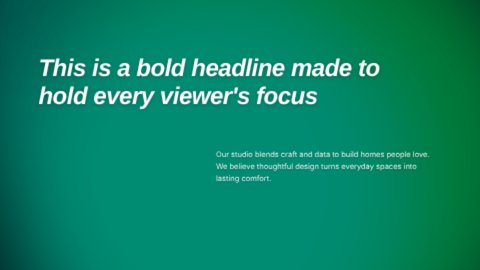 This is a bold headline made to
hold every viewer's focus
Our studio blends craft and data to build homes people love.
We believe thoughtful design turns everyday spaces into
lasting comfort.